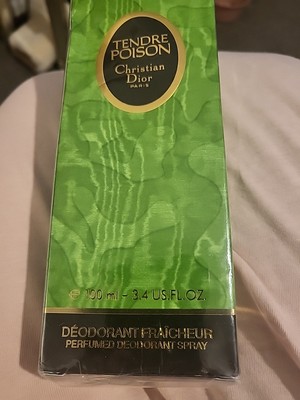 TENDRE
POISON
Christian
Dior
PARIS
℮ 100 ml - 3.4 US.FL.OZ.
DÉODORANT FRAÎCHEUR
PERFUMED DEODORANT SPRAY